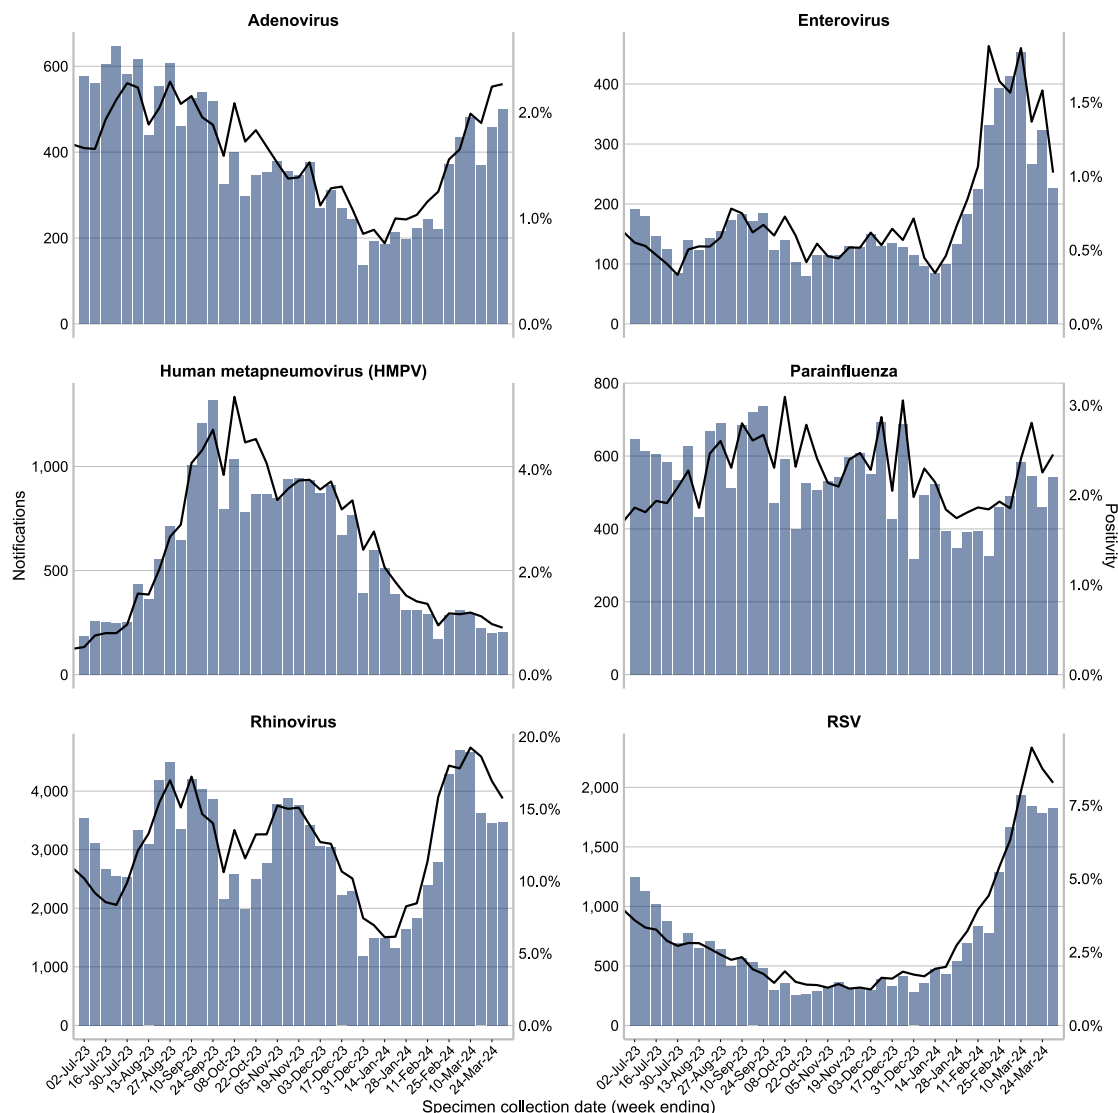 Adenovirus
Enterovirus
600
400
200
0
2.0%
1.0%
0.0%
400
300
200
100
0
1.5%
1.0%
0.5%
0.0%
Human metapneumovirus (HMPV)
Parainfluenza
1,000
500
0
4.0%
2.0%
0.0%
800
600
400
200
0
3.0%
2.0%
1.0%
0.0%
Notifications
Positivity
Rhinovirus
RSV
4,000
3,000
2,000
1,000
0
20.0%
15.0%
10.0%
5.0%
0.0%
2,000
1,500
1,000
500
0
7.5%
5.0%
2.5%
0.0%
02-Jul-23
16-Jul-23
30-Jul-23
13-Aug-23
27-Aug-23
10-Sep-23
24-Sep-23
08-Oct-23
22-Oct-23
05-Nov-23
19-Nov-23
03-Dec-23
17-Dec-23
31-Dec-23
14-Jan-24
28-Jan-24
11-Feb-24
25-Feb-24
10-Mar-24
24-Mar-24
02-Jul-23
16-Jul-23
30-Jul-23
13-Aug-23
27-Aug-23
10-Sep-23
24-Sep-23
08-Oct-23
22-Oct-23
05-Nov-23
19-Nov-23
03-Dec-23
17-Dec-23
31-Dec-23
14-Jan-24
28-Jan-24
11-Feb-24
25-Feb-24
10-Mar-24
24-Mar-24
Specimen collection date (week ending)